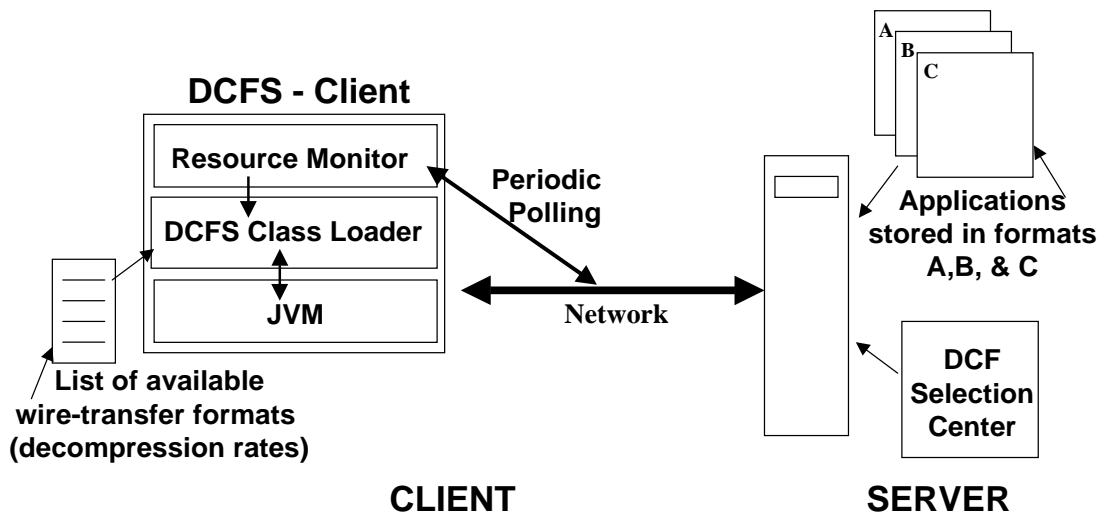 A
B
C
DCFS - Client
Resource Monitor
Periodic
Polling
DCFS Class Loader
JVM
Applications
stored in formats
A,B, & C
Network
List of available
wire-transfer formats
(decompression rates)
DCF
Selection
Center
CLIENT
SERVER